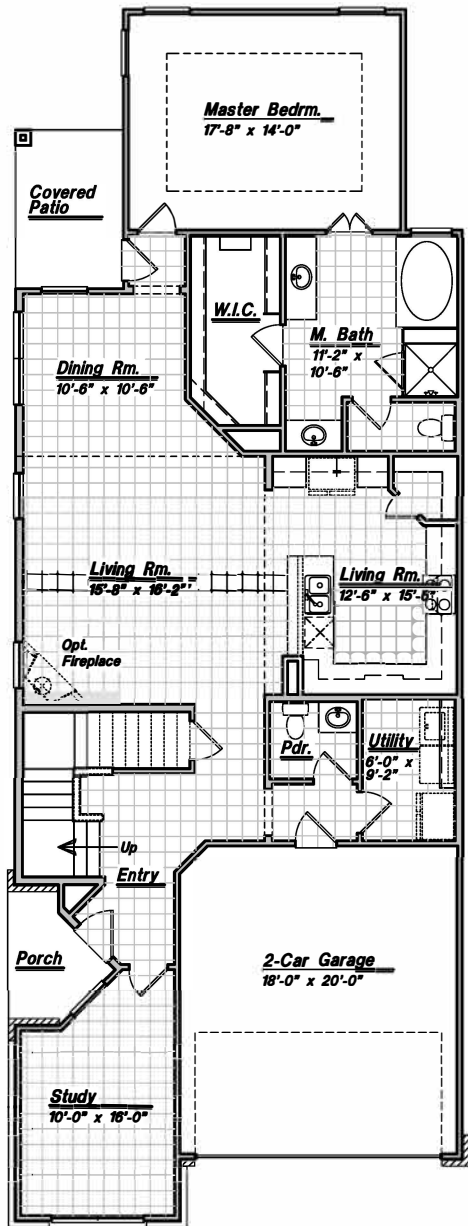 Master Bedrm.
17'-8" x 14'-0"
Covered
Patio
W.I.C.
M. Bath
11'-2" x
10'-6"
Dining Rm.
10'-6" x 10'-6"
Living Rm.
15'-8" x 16'-2"
Living Rm.
12'-6" x 15'-6"
Opt.
Fireplace
Pdr.
Utility
6'-0" x
9'-2"
Up
Entry
Porch
2-Car Garage
18'-0" x 20'-0"
Study
10'-0" x 16'-0"